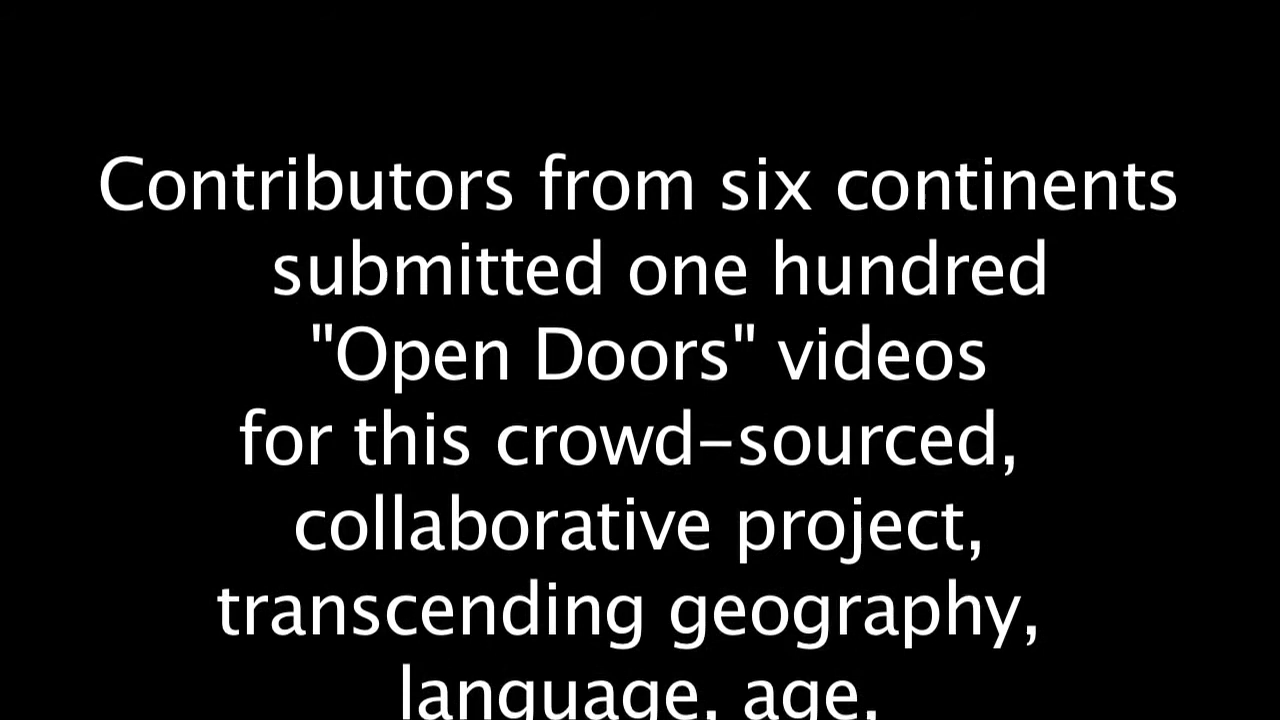 Contributors from six continents
submitted one hundred
"Open Doors" videos
for this crowd-sourced,
collaborative project,
transcending geography,
language, age,